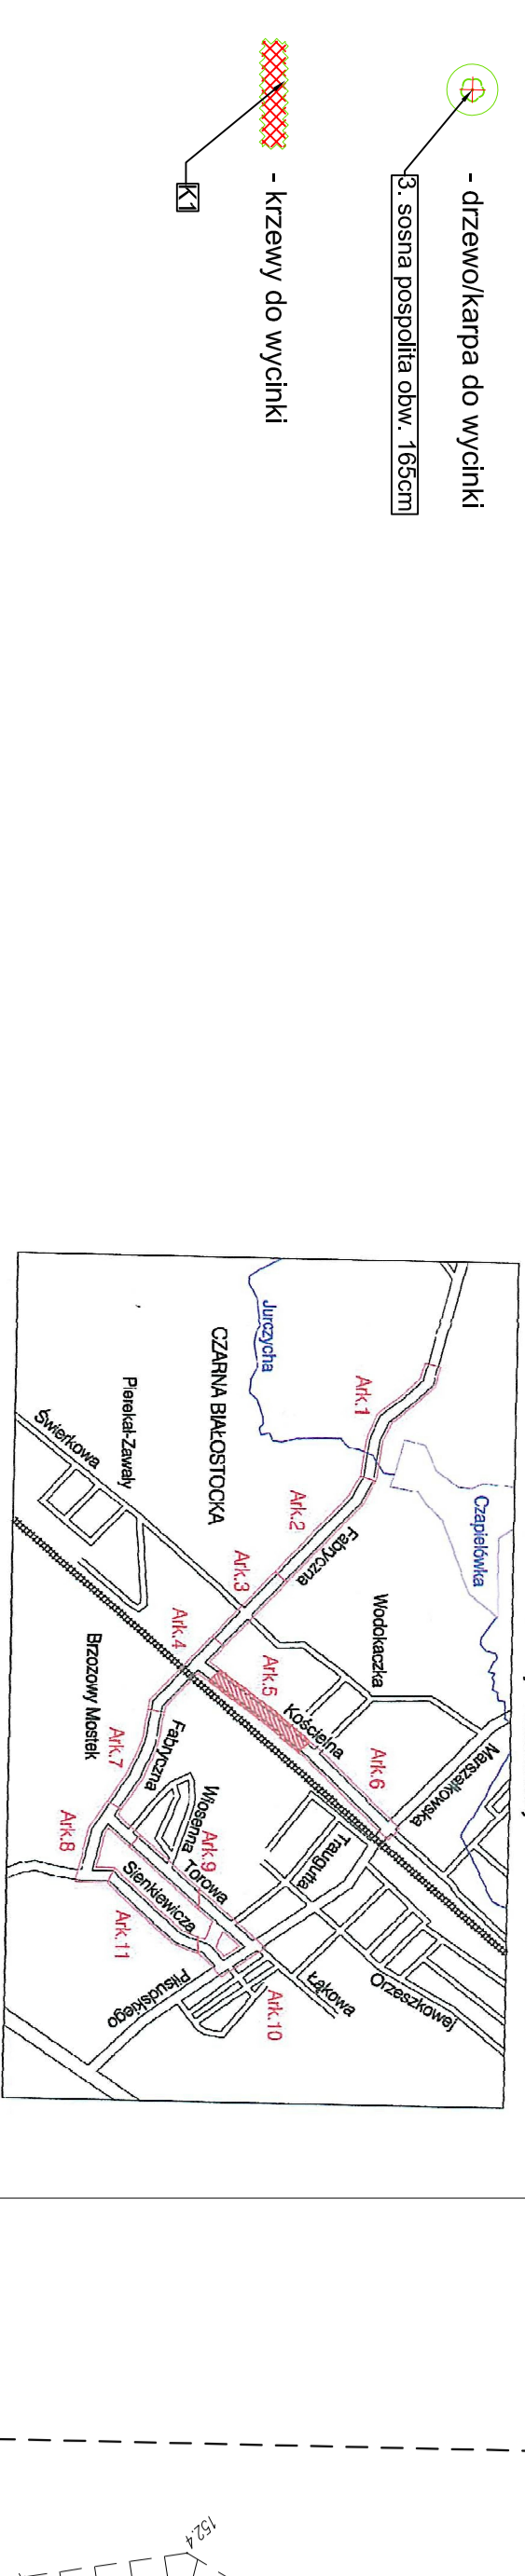 - drzewo/karpa do wycinki
3. sosna pospolita obw. 165cm
- krzewy do wycinki
K1
Czapielówka
Jurczycha
CZARNA BIAŁOSTOCKA
Pierekał-Zawały
Świerkowa
Ark.1
Ark.2
Fabryczna
Ark.3
Wodokaczka
Ark.4
Ark.5
Kościelna
Ark.6
Marszałkowska
Brzozowy Mostek
Ark.7
Fabryczna
Wiosenna
Ark.8
Ark.9
Torowa
Traugutta
Sienkiewicza
Ark.11
Orzeszkowej
Łąkowa
Ark.10
Piłsudskiego
152.4